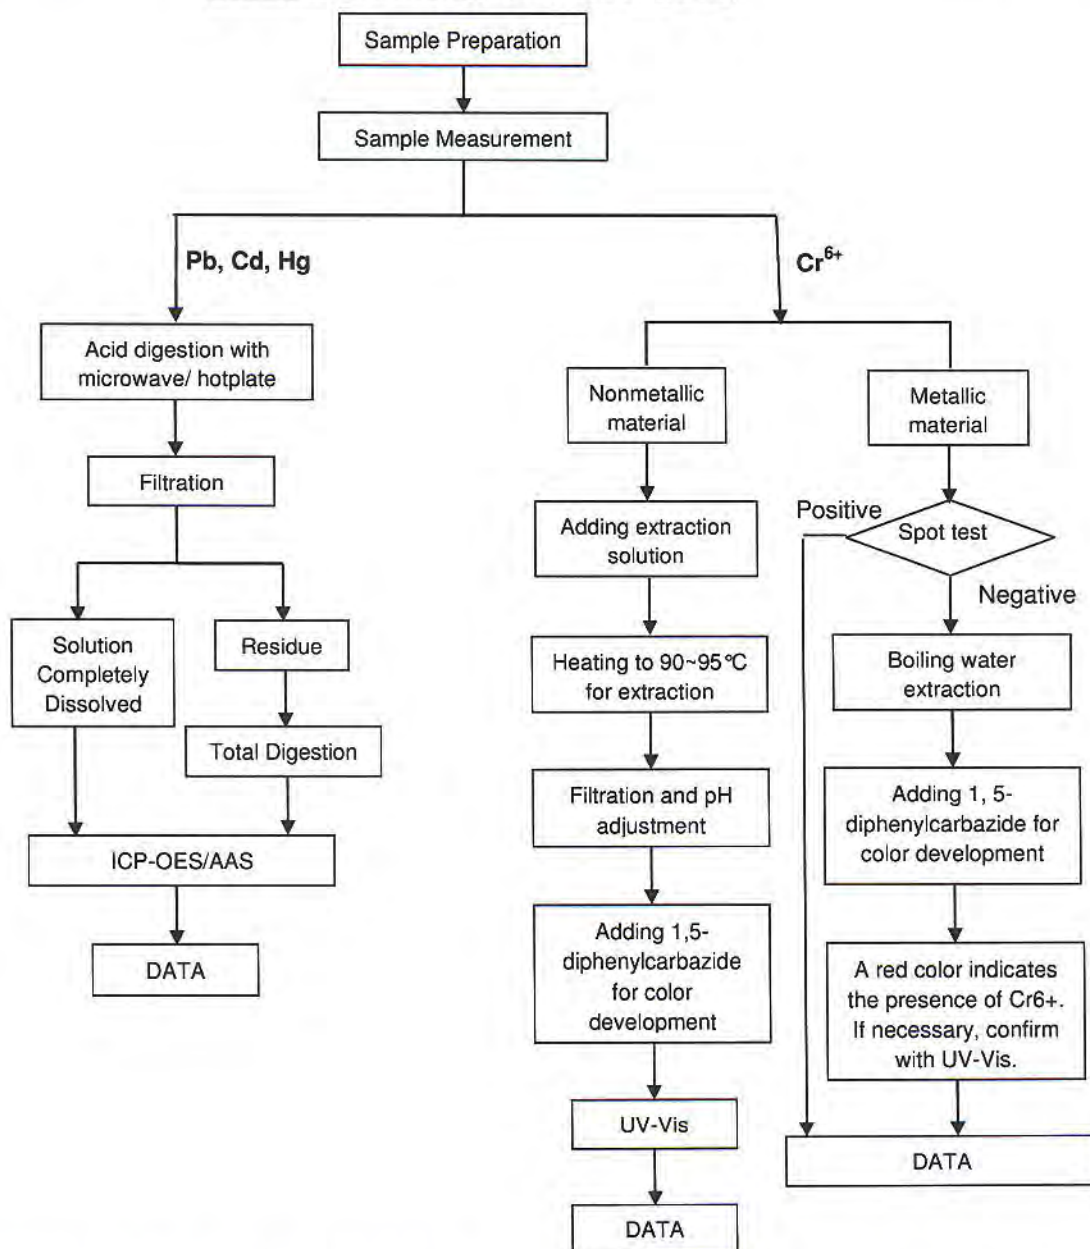 Sample Preparation
Sample Measurement
Pb, Cd, Hg
Cr6+
Acid digestion with
microwave/ hotplate
Filtration
Solution
Completely
Dissolved
Residue
Total Digestion
ICP-OES/AAS
DATA
Nonmetallic
material
Adding extraction
solution
Heating to 90~95°C
for extraction
Filtration and pH
adjustment
Adding 1,5-
diphenylcarbazide
for color
development
UV-Vis
DATA
Metallic
material
Positive
Spot test
Negative
Boiling water
extraction
Adding 1, 5-
diphenylcarbazide for
color development
A red color indicates
the presence of Cr6+.
If necessary, confirm
with UV-Vis.
DATA